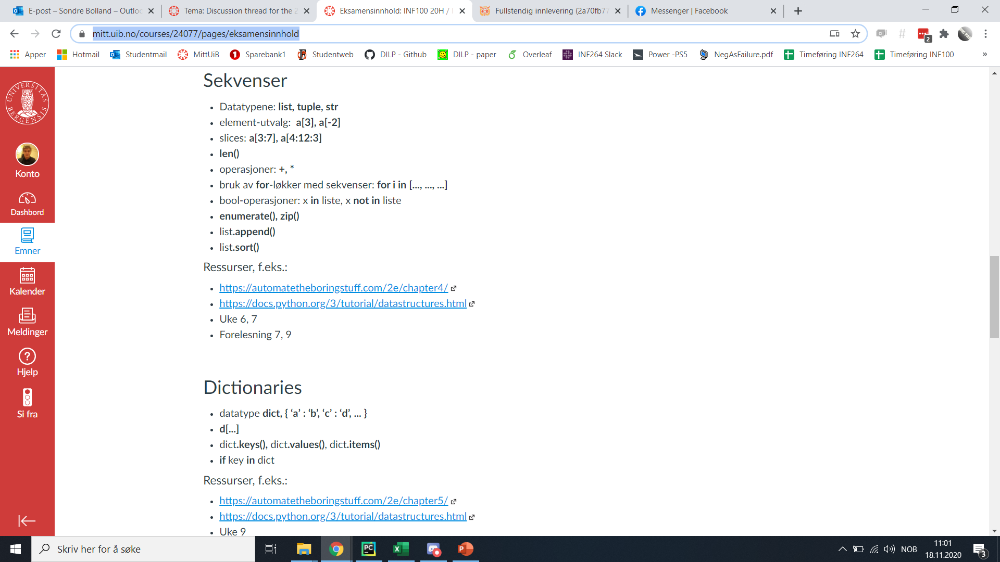 E-post – Sondre Bolland – Outlo
Tema: Discussion thread for the 2
Eksamensinnhold: INF100 20H /
Fullstendig innlevering (2a70fb77
Messenger | Facebook
mitt.uib.no/courses/24077/pages/eksamensinnhold
2
Apper
Hotmail
Studentmail
MittUiB
Sparebank1
Studentweb
DILP - Github
DILP - paper
Overleaf
INF264 Slack
Power -PS5
NegAsFailure.pdf
Timeføring INF264
Timeføring INF100
»
UNIVERSITAS BERGENSIS
Konto
Dashbord
Emner
Kalender
Meldinger
Hjelp
Si fra
Sekvenser
• Datatypene: list, tuple, str
• element-utvalg:  a[3], a[-2]
• slices: a[3:7], a[4:12:3]
• len()
• operasjoner: +, *
• bruk av for-løkker med sekvenser: for i in [..., ..., ...]
• bool-operasjoner: x in liste, x not in liste
• enumerate(), zip()
• list.append()
• list.sort()
Ressurser, f.eks.:
• https://automatetheboringstuff.com/2e/chapter4/
• https://docs.python.org/3/tutorial/datastructures.html
• Uke 6, 7
• Forelesning 7, 9
Dictionaries
• datatype dict, { ‘a’ : ‘b’, ‘c’ : ‘d’, ... }
• d[...]
• dict.keys(), dict.values(), dict.items()
• if key in dict
Ressurser, f.eks.:
• https://automatetheboringstuff.com/2e/chapter5/
• https://docs.python.org/3/tutorial/datastructures.html
• Uke 9
Skriv her for å søke
NOB
11:01
18.11.2020
3